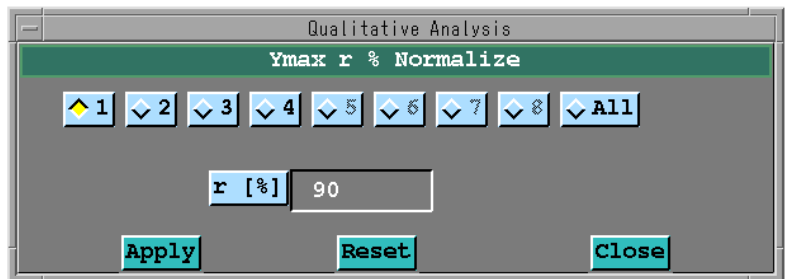 Qualitative Analysis
Ymax r % Normalize
1 2 3 4 5 6 7 8 All
r [%] 90
Apply Reset Close